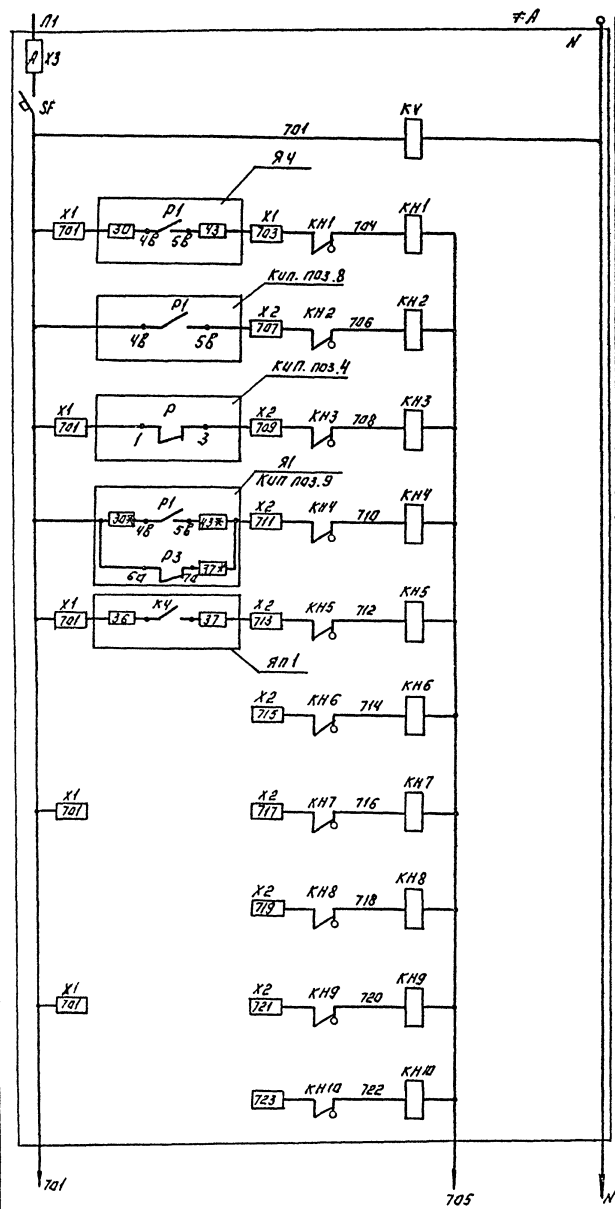 Л1 ≠А
А Х3 N
SF
701 KV
Я4
Х1 Р1 Х1 КН1 704 КН1
701 30 4В 5В 43 703
Кип. поз.8
Р1 Х2 КН2 706 КН2
4В 5В 707
Кип. поз.4
Х1 Р Х2 КН3 708 КН3
701 1 3 709
Я1
Кип поз.9
Р1 Х2 КН4 710 КН4
30* 4В 5В 43* 711
Р3
6а 7а 37*
Х1 К4 Х2 КН5 712 КН5
701 36 37 713
ЯП1
Х2 КН6 714 КН6
715
Х1 Х2 КН7 716 КН7
701 717
Х2 КН8 718 КН8
719
Х1 Х2 КН9 720 КН9
701 721
КН10 722 КН10
723
701 705 N